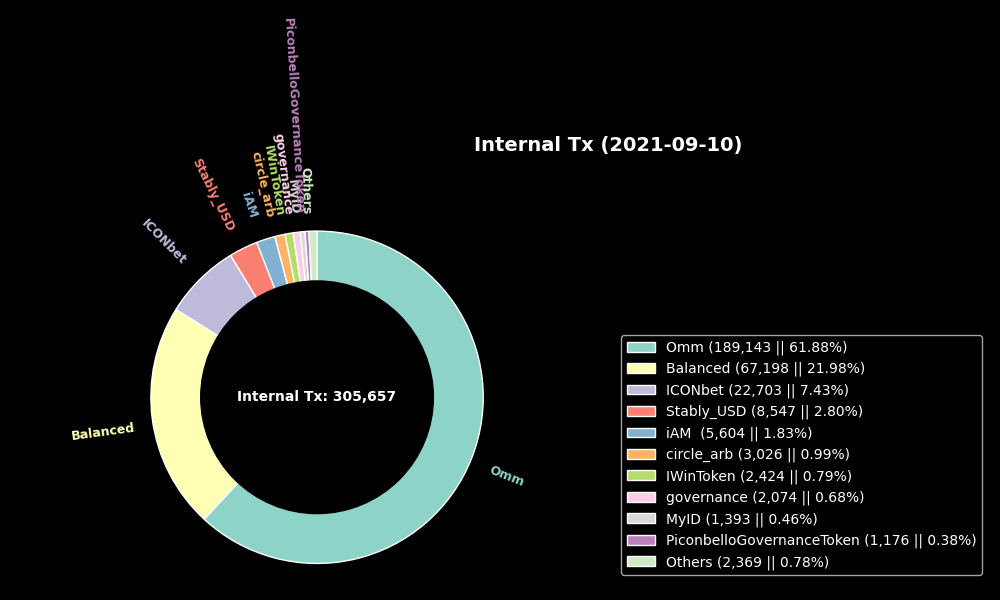 Internal Tx (2021-09-10)
PiconbelloGovernanceToken
Others
MyID
governance
IWinToken
circle_arb
iAM
Stably_USD
ICONbet
Balanced
Omm
Internal Tx: 305,657
Omm (189,143 || 61.88%)
Balanced (67,198 || 21.98%)
ICONbet (22,703 || 7.43%)
Stably_USD (8,547 || 2.80%)
iAM  (5,604 || 1.83%)
circle_arb (3,026 || 0.99%)
IWinToken (2,424 || 0.79%)
governance (2,074 || 0.68%)
MyID (1,393 || 0.46%)
PiconbelloGovernanceToken (1,176 || 0.38%)
Others (2,369 || 0.78%)